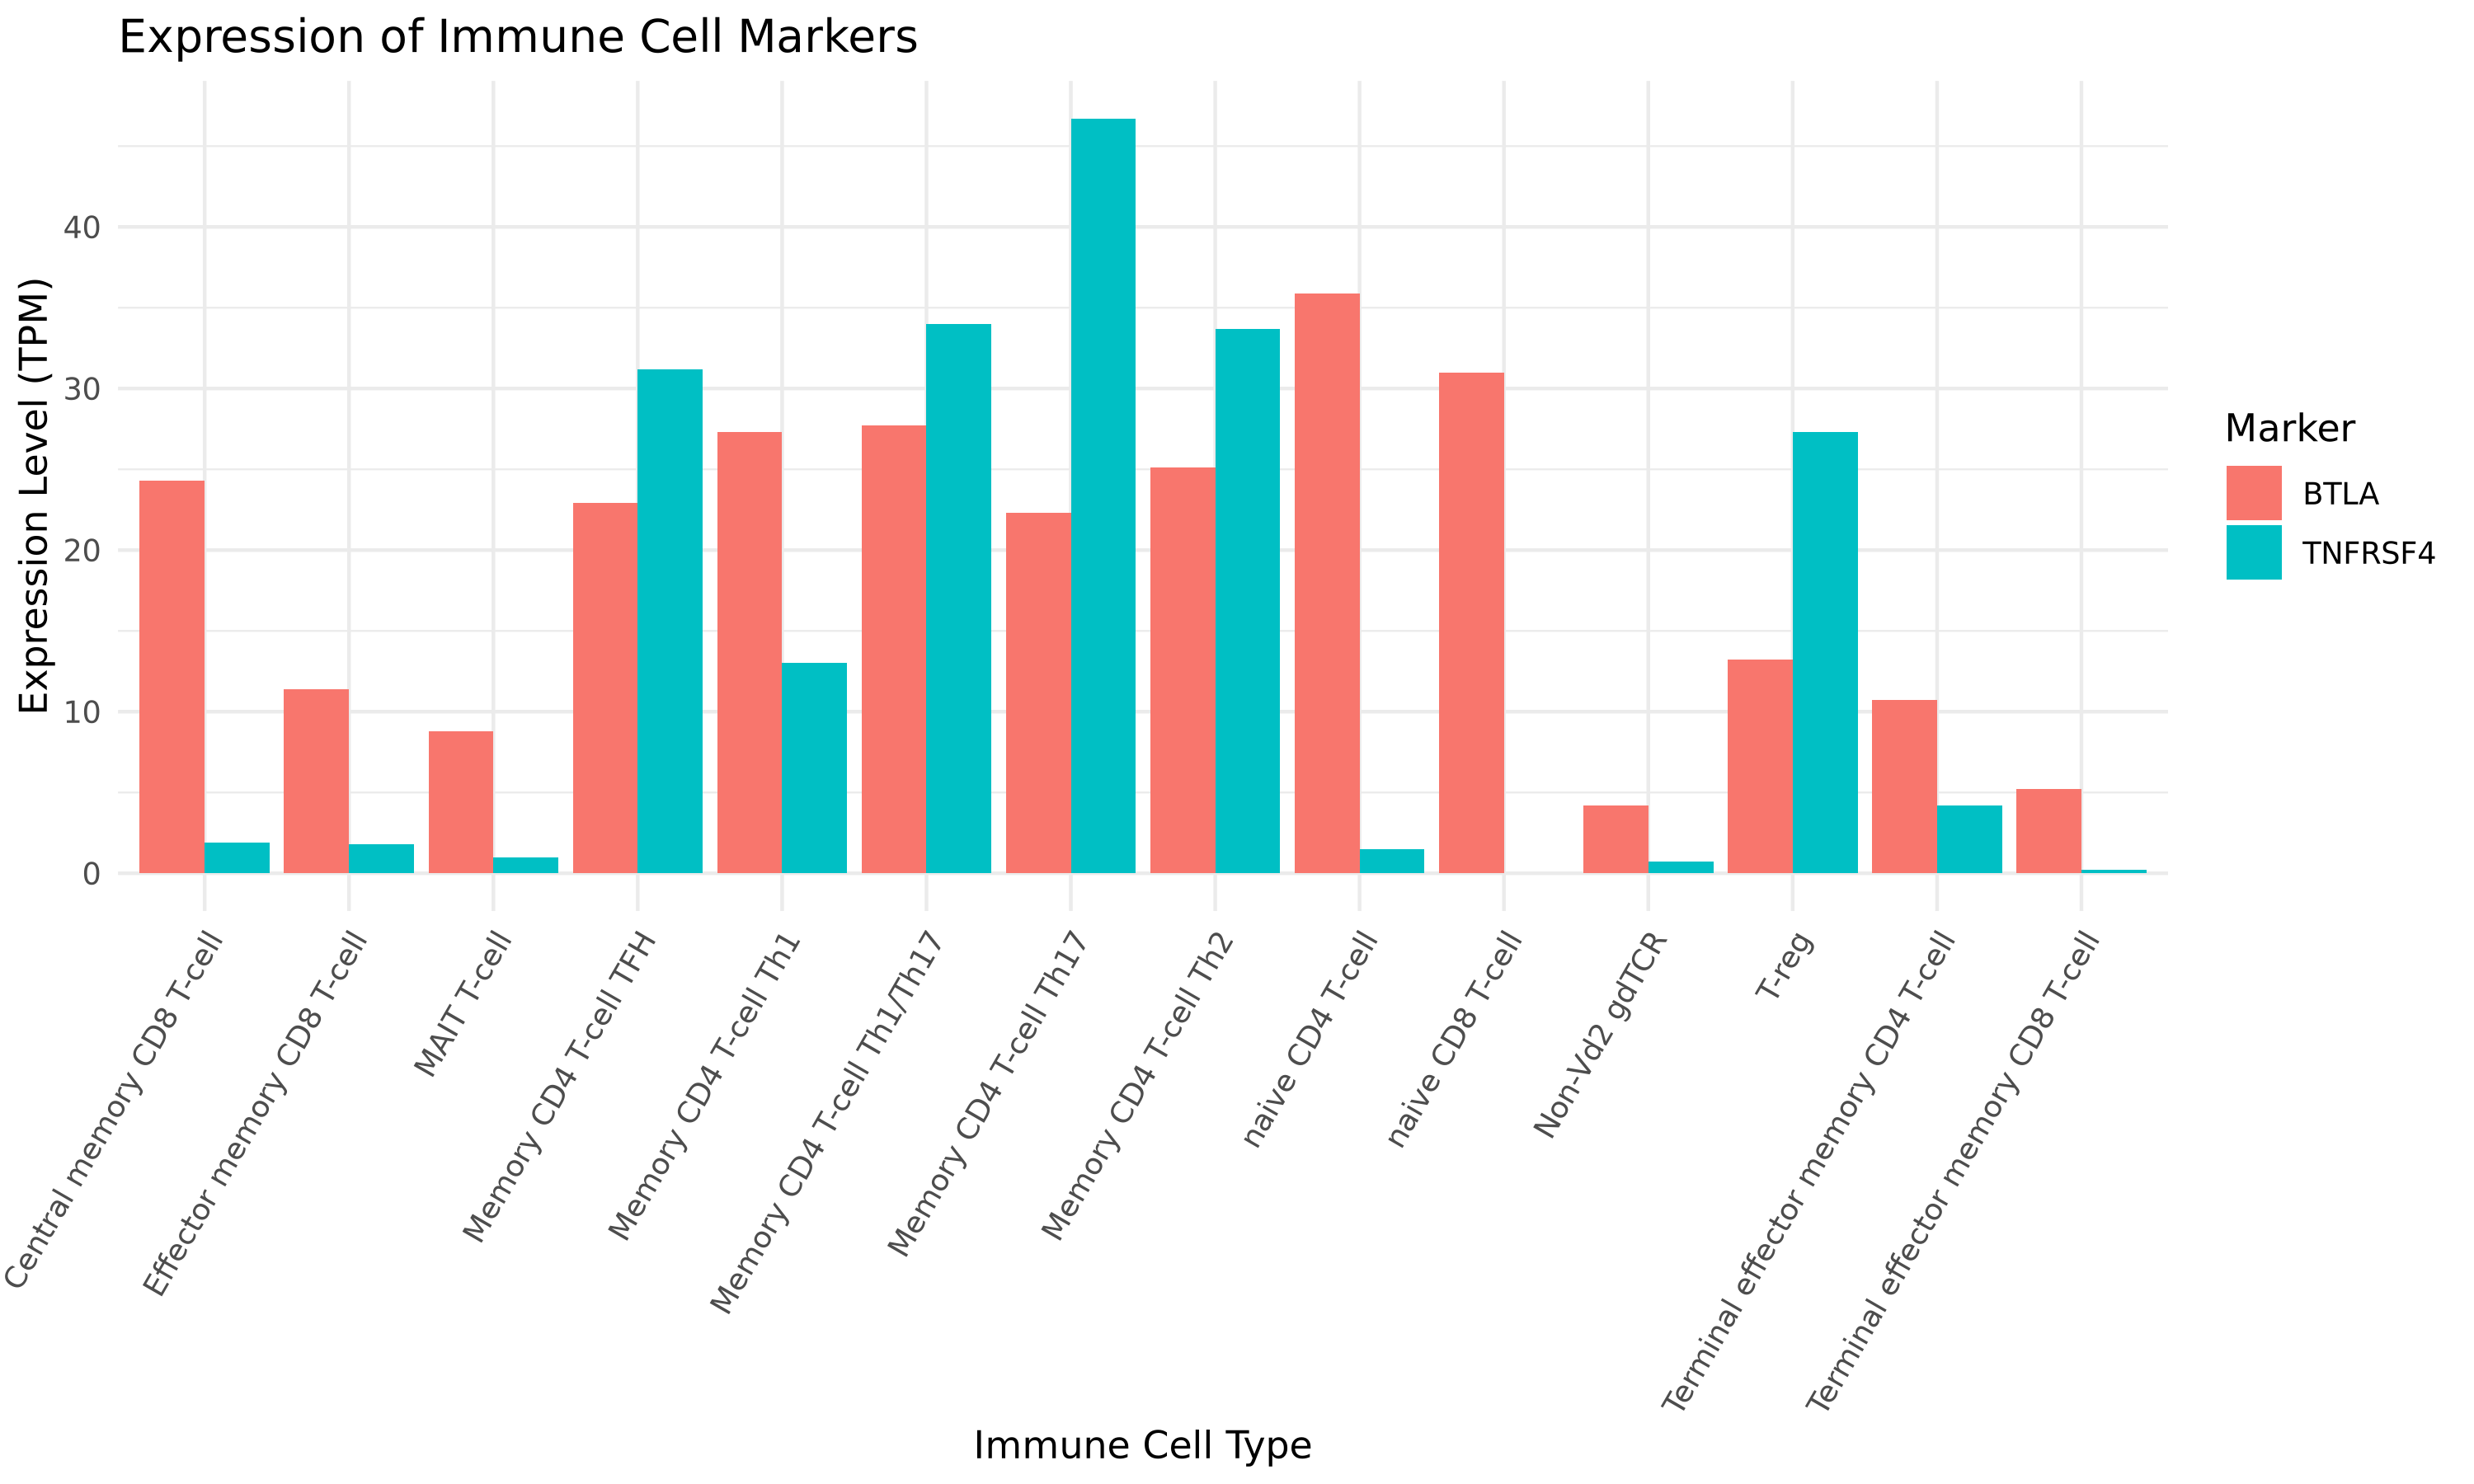 Expression of Immune Cell Markers
Expression Level (TPM)
40
30
20
10
0
Central memory CD8 T-cell
Effector memory CD8 T-cell
MAIT T-cell
Memory CD4 T-cell TFH
Memory CD4 T-cell Th1
Memory CD4 T-cell Th1/Th17
Memory CD4 T-cell Th17
Memory CD4 T-cell Th2
naive CD4 T-cell
naive CD8 T-cell
Non-Vd2 gdTCR
T-reg
Terminal effector memory CD4 T-cell
Terminal effector memory CD8 T-cell
Immune Cell Type
Marker
BTLA
TNFRSF4